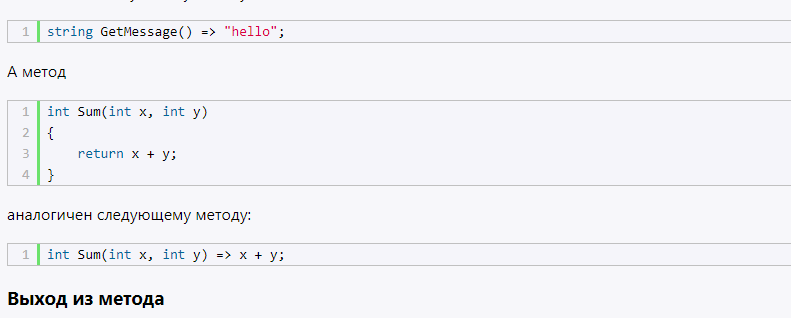 1 string GetMessage() => "hello";
А метод
1 int Sum(int x, int y)
2 {
3     return x + y;
4 }
аналогичен следующему методу:
1 int Sum(int x, int y) => x + y;
Выход из метода